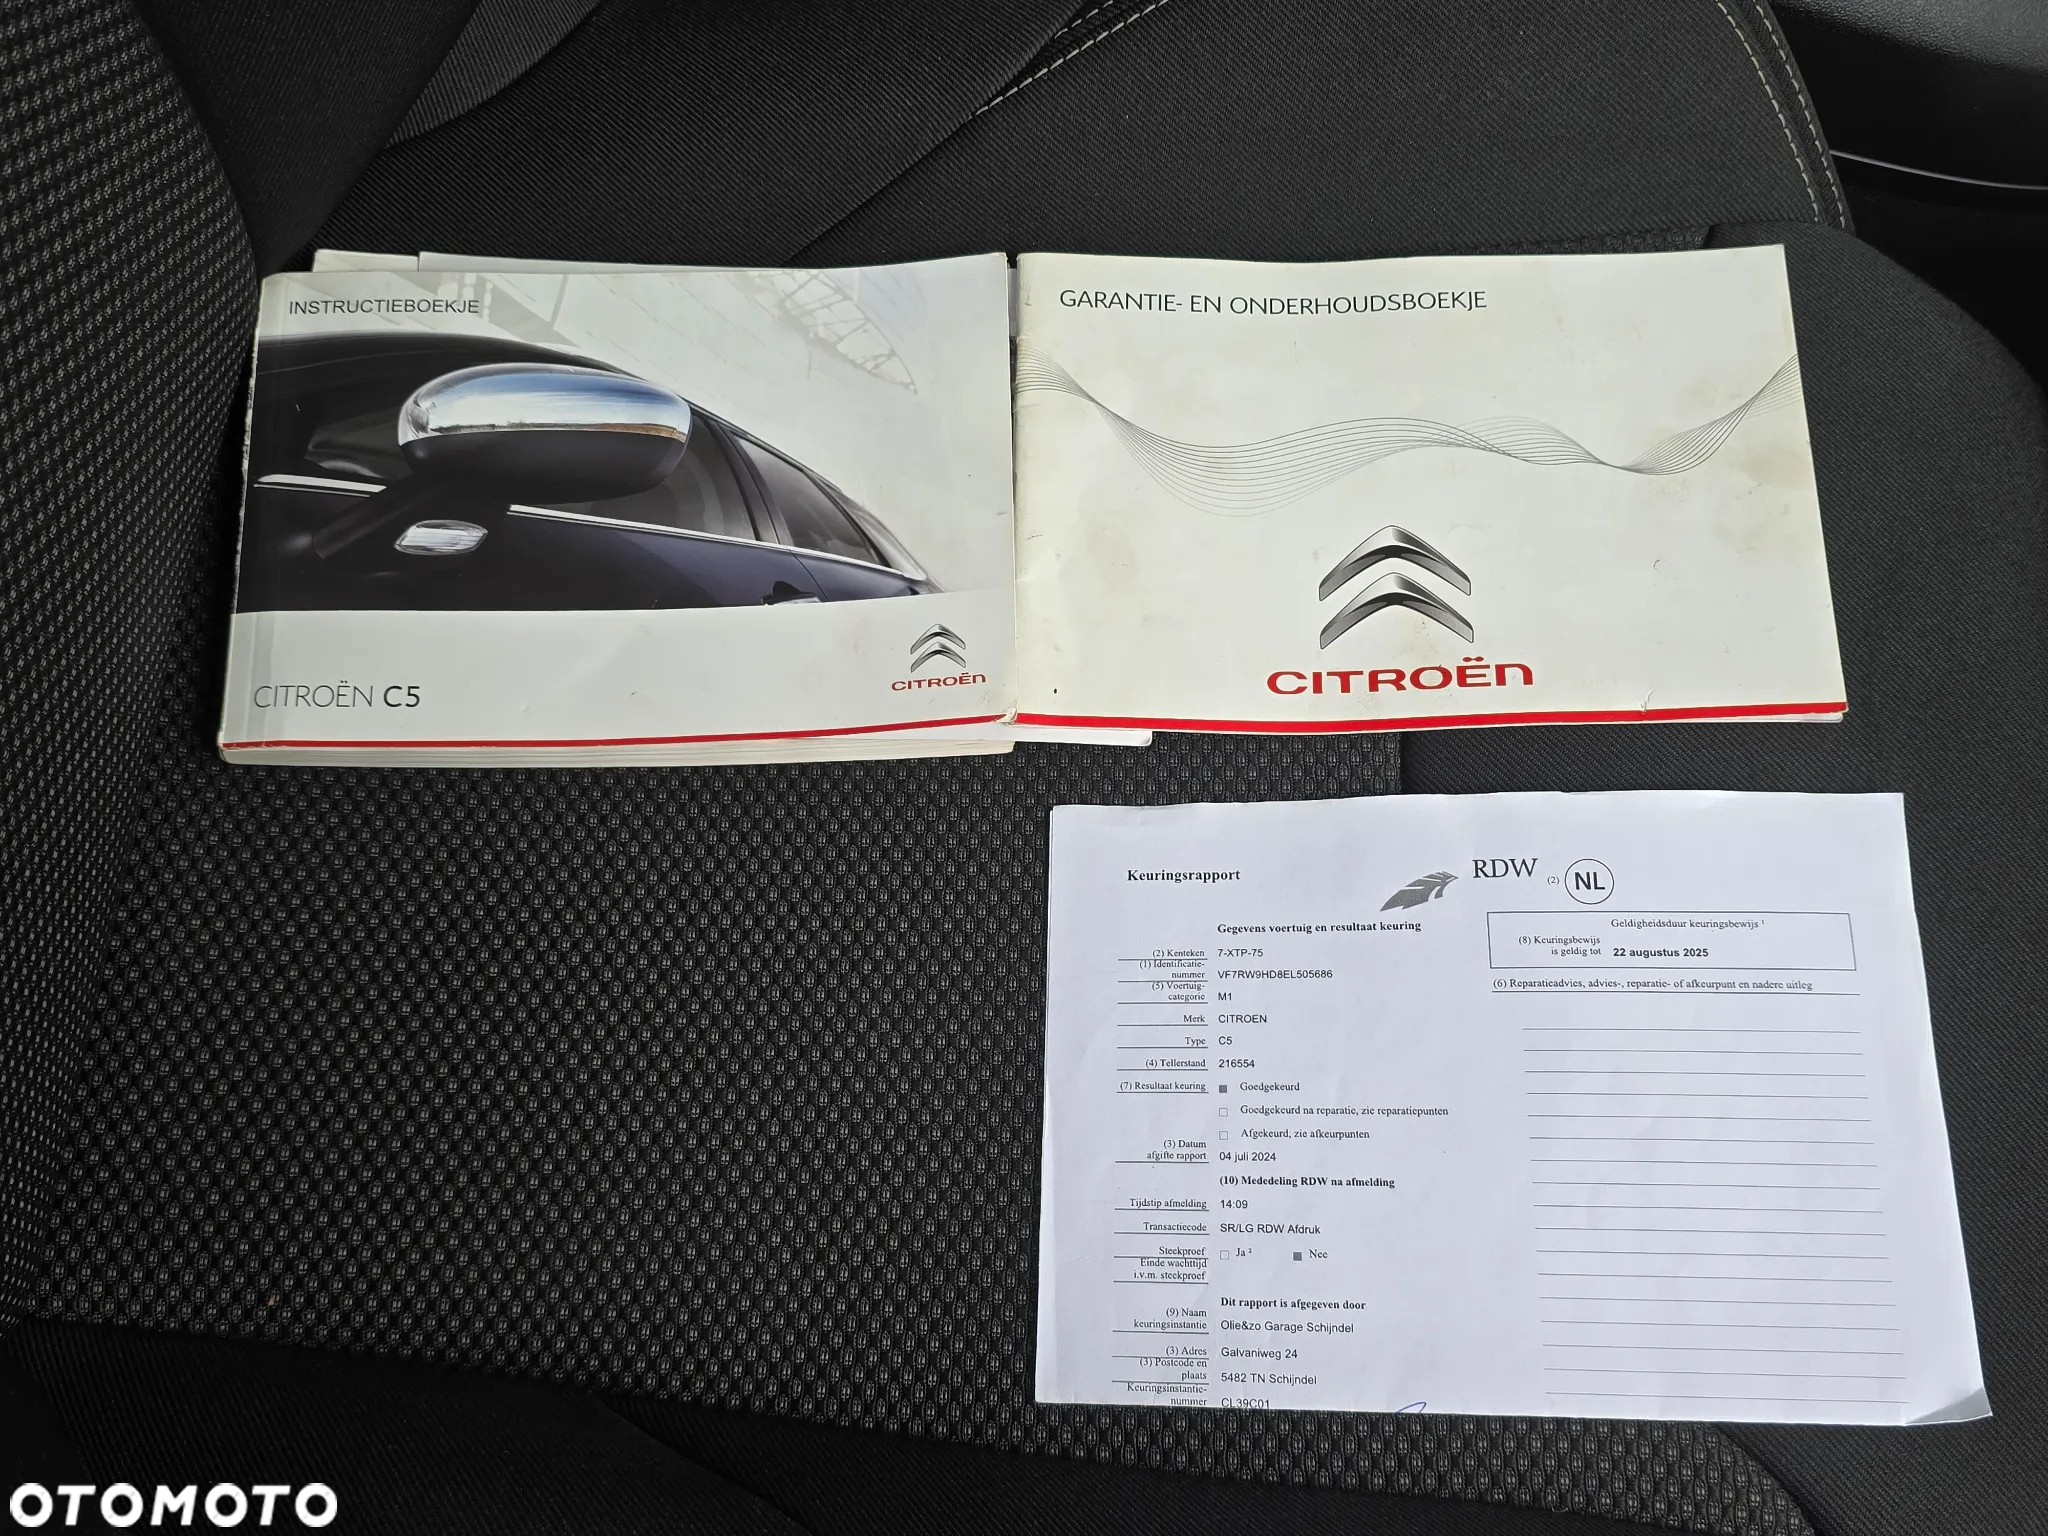 INSTRUCTIEBOEKJE
CITROËN C5
CITROËN
GARANTIE- EN ONDERHOUDSBOEKJE
CITROËN
Keuringsrapport
RDW (2) NL
Gegevens voertuig en resultaat keuring
(2) Kenteken 7-XTP-75
(1) Identificatie-
nummer VF7RW9HD8EL505686
(5) Voertuig-
categorie M1
Merk CITROEN
Type C5
(4) Tellerstand 216554
(7) Resultaat keuring Goedgekeurd
Goedgekeurd na reparatie, zie reparatiepunten
Afgekeurd, zie afkeurpunten
(3) Datum
afgifte rapport 04 juli 2024
(10) Mededeling RDW na afmelding
Tijdstip afmelding 14:09
Transactiecode SR/LG RDW Afdruk
Steekproef Ja ² Nee
Einde wachttijd
i.v.m. steekproef
Dit rapport is afgegeven door
(9) Naam
keuringsinstantie Olie&zo Garage Schijndel
(3) Adres Galvaniweg 24
(3) Postcode en
plaats 5482 TN Schijndel
Keuringsinstantie-
nummer CL39C01
Geldigheidsduur keuringsbewijs ¹
(8) Keuringsbewijs
is geldig tot 22 augustus 2025
(6) Reparatieadvies, advies-, reparatie- of afkeurpunt en nadere uitleg
OTOMOTO